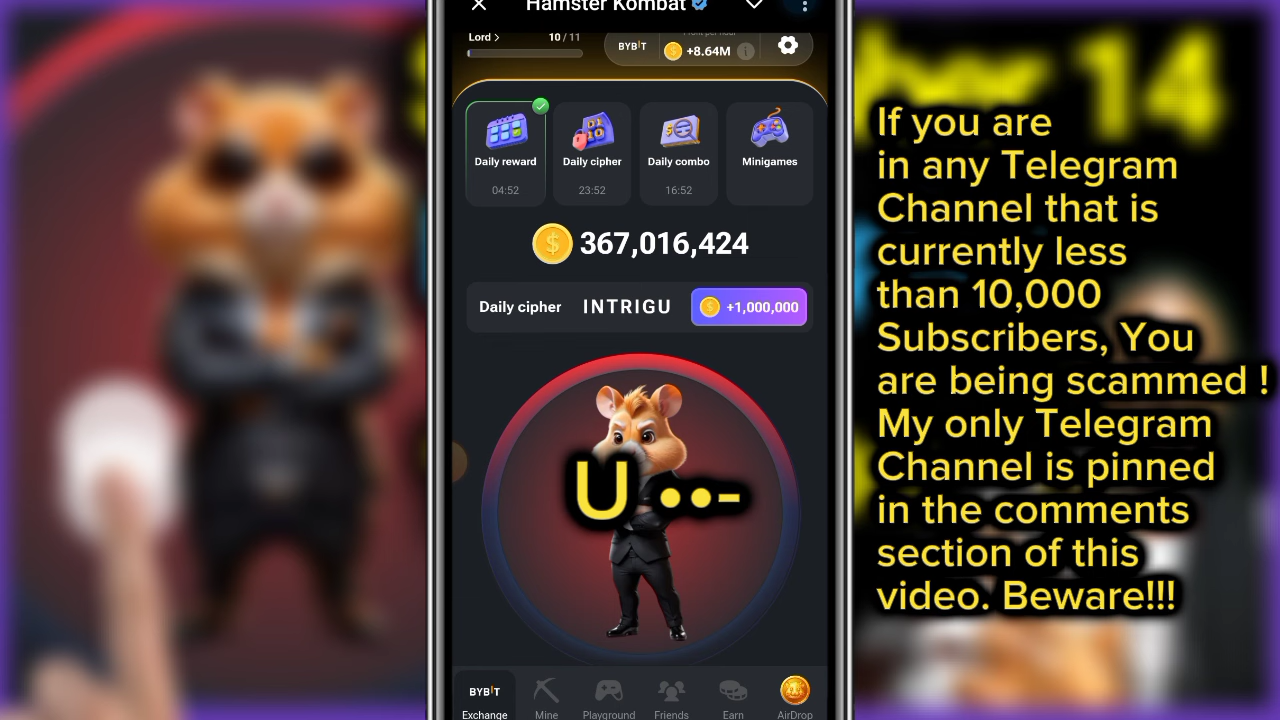 Hamster Kombat
Lord >
10 / 11
BYBIT
+8.64M
Daily reward
Daily cipher
Daily combo
Minigames
04:52
23:52
16:52
367,016,424
Daily cipher
INTRIGU
+1,000,000
U ••–
BYBIT
Exchange
Mine
Playground
Friends
Earn
AirDrop
14
If you are
in any Telegram
Channel that is
currently less
than 10,000
Subscribers, You
are being scammed !
My only Telegram
Channel is pinned
in the comments
section of this
video. Beware!!!